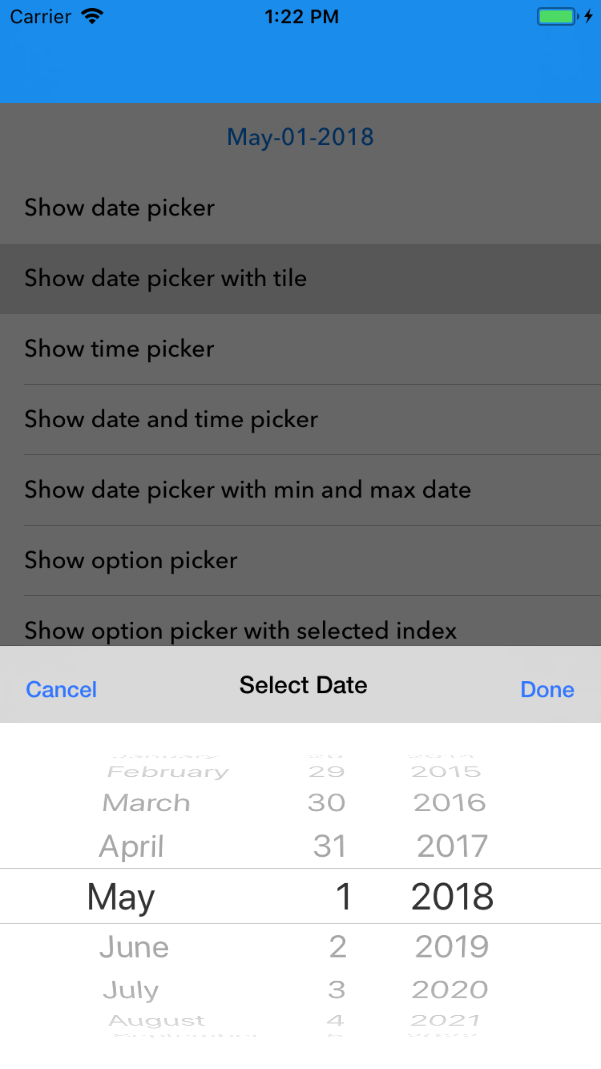 Carrier 1:22 PM
May-01-2018
Show date picker
Show date picker with tile
Show time picker
Show date and time picker
Show date picker with min and max date
Show option picker
Show option picker with selected index
Cancel Select Date Done
February 29 2015
March 30 2016
April 31 2017
May 1 2018
June 2 2019
July 3 2020
August 4 2021